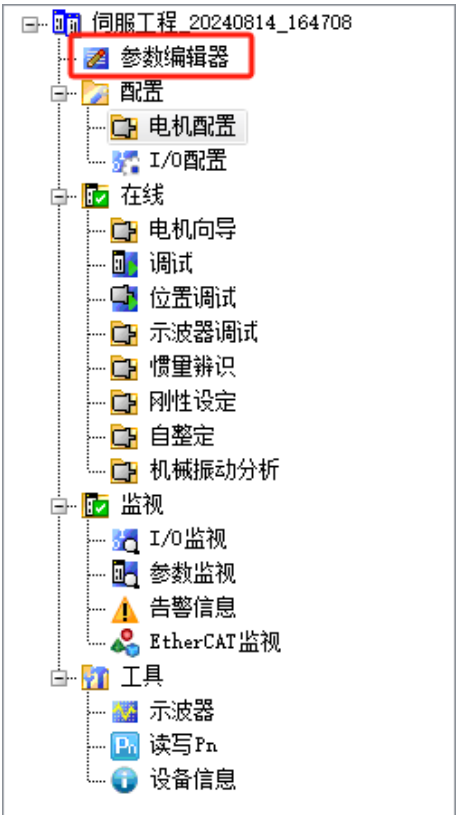 伺服工程_20240814_164708
参数编辑器
配置
电机配置
I/O配置
在线
电机向导
调试
位置调试
示波器调试
惯量辨识
刚性设定
自整定
机械振动分析
监视
I/O监视
参数监视
告警信息
EtherCAT监视
工具
示波器
Pn 读写Pn
设备信息